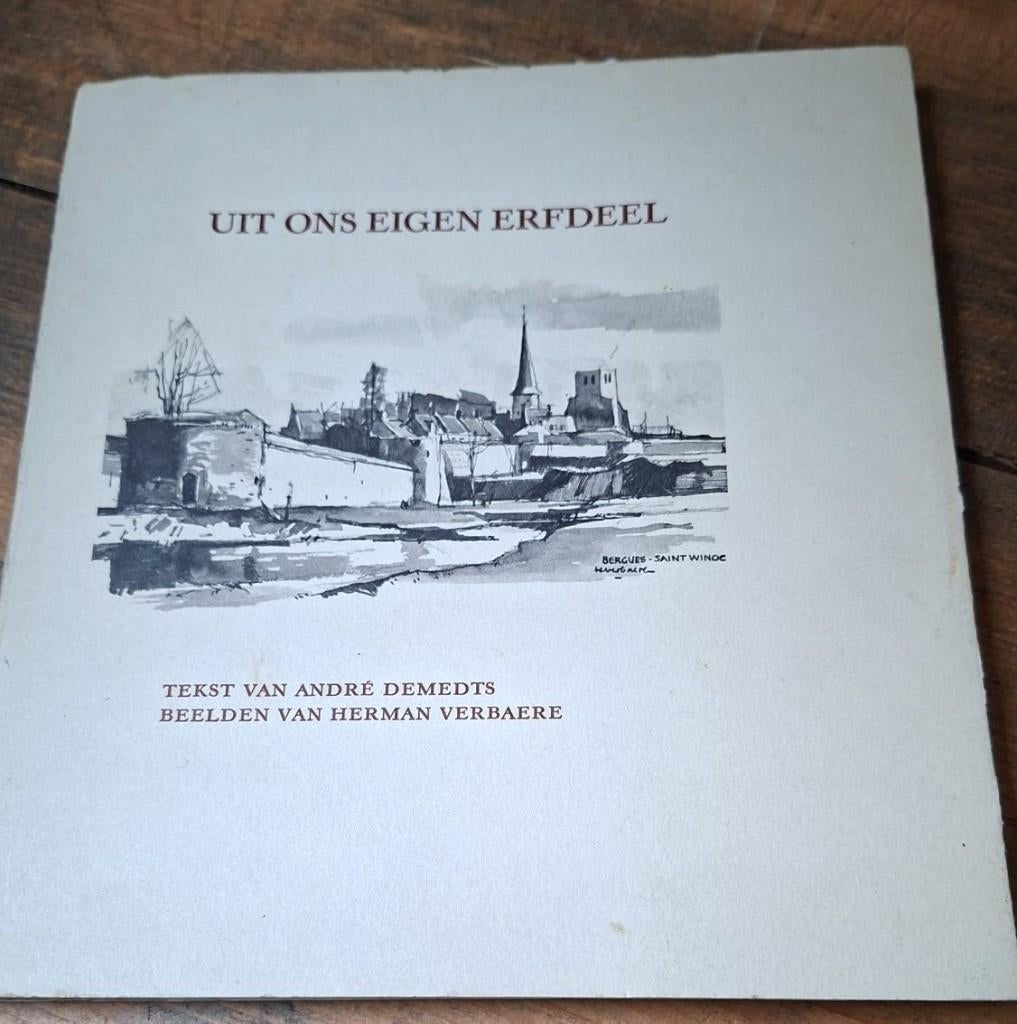 UIT ONS EIGEN ERFDEEL
BERGUES - SAINT WINOC
TEKST VAN ANDRÉ DEMEDTS
BEELDEN VAN HERMAN VERBAERE